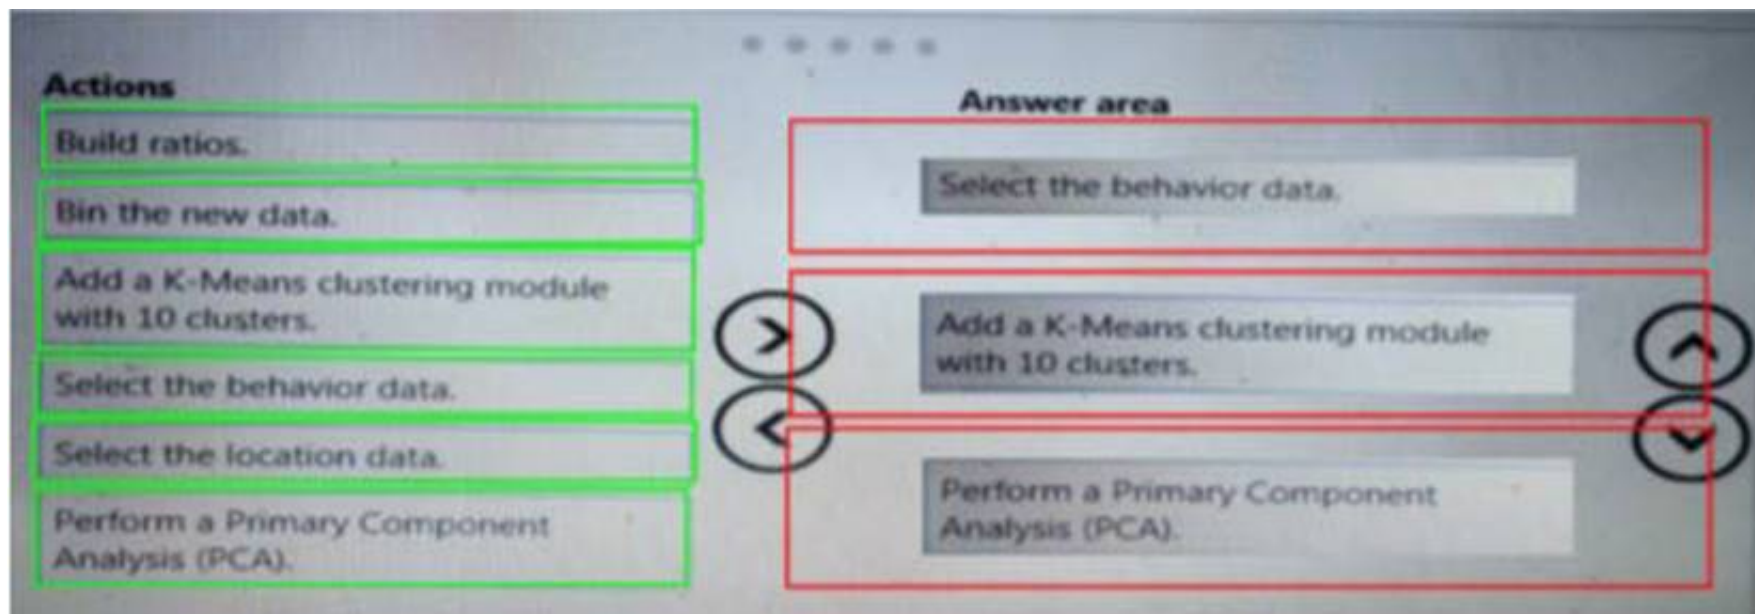 Actions
Build ratios.
Bin the new data.
Add a K-Means clustering module
with 10 clusters.
Select the behavior data.
Select the location data.
Perform a Primary Component
Analysis (PCA).
Answer area
Select the behavior data.
Add a K-Means clustering module
with 10 clusters.
Perform a Primary Component
Analysis (PCA).